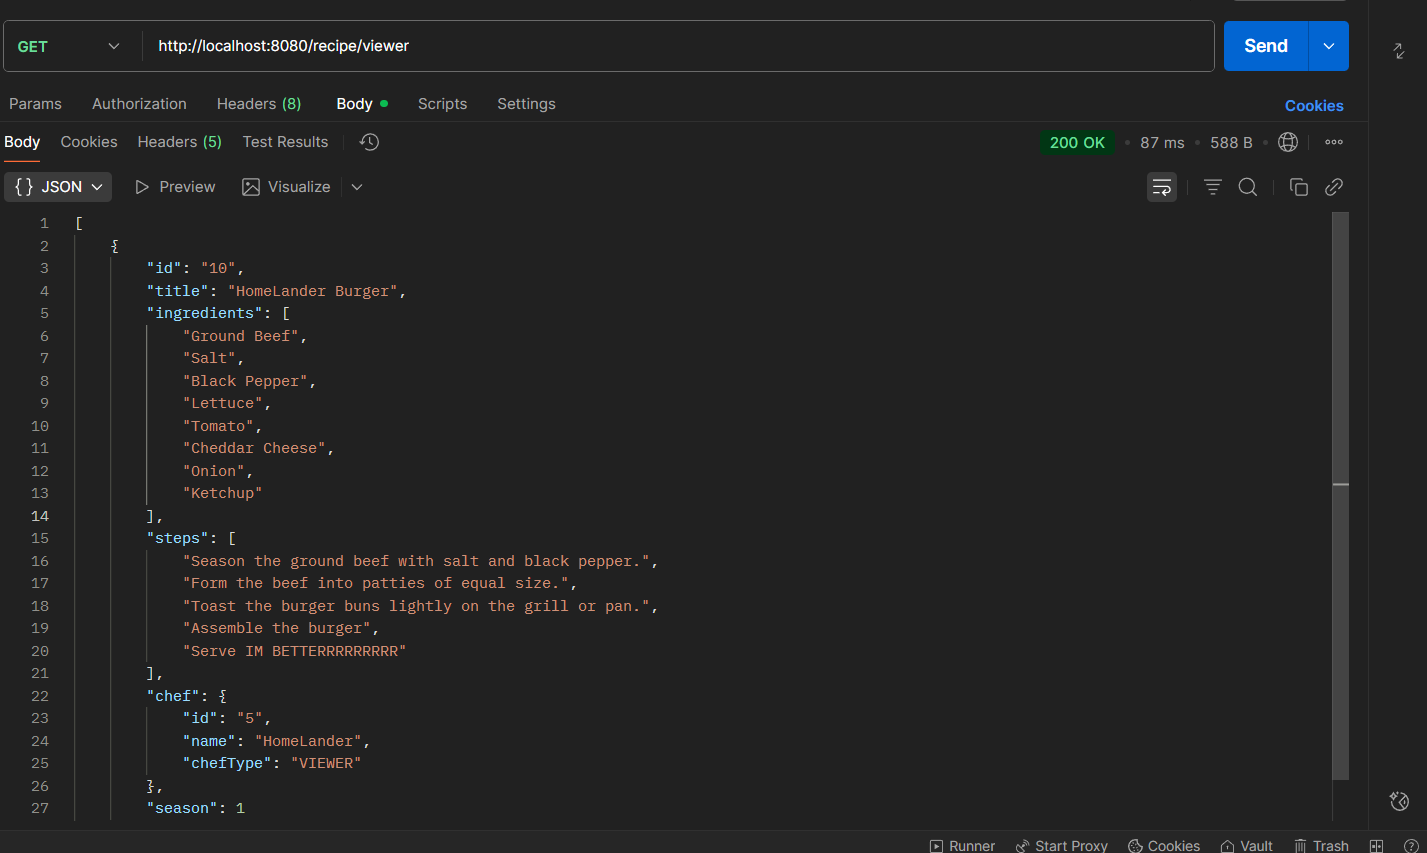 GET http://localhost:8080/recipe/viewer Send
Params Authorization Headers (8) Body Scripts Settings Cookies
Body Cookies Headers (5) Test Results 200 OK • 87 ms • 588 B •
{} JSON Preview Visualize
1 [
2 {
3 "id": "10",
4 "title": "HomeLander Burger",
5 "ingredients": [
6 "Ground Beef",
7 "Salt",
8 "Black Pepper",
9 "Lettuce",
10 "Tomato",
11 "Cheddar Cheese",
12 "Onion",
13 "Ketchup"
14 ],
15 "steps": [
16 "Season the ground beef with salt and black pepper.",
17 "Form the beef into patties of equal size.",
18 "Toast the burger buns lightly on the grill or pan.",
19 "Assemble the burger",
20 "Serve IM BETTERRRRRRRRR"
21 ],
22 "chef": {
23 "id": "5",
24 "name": "HomeLander",
25 "chefType": "VIEWER"
26 },
27 "season": 1
Runner Start Proxy Cookies Vault Trash